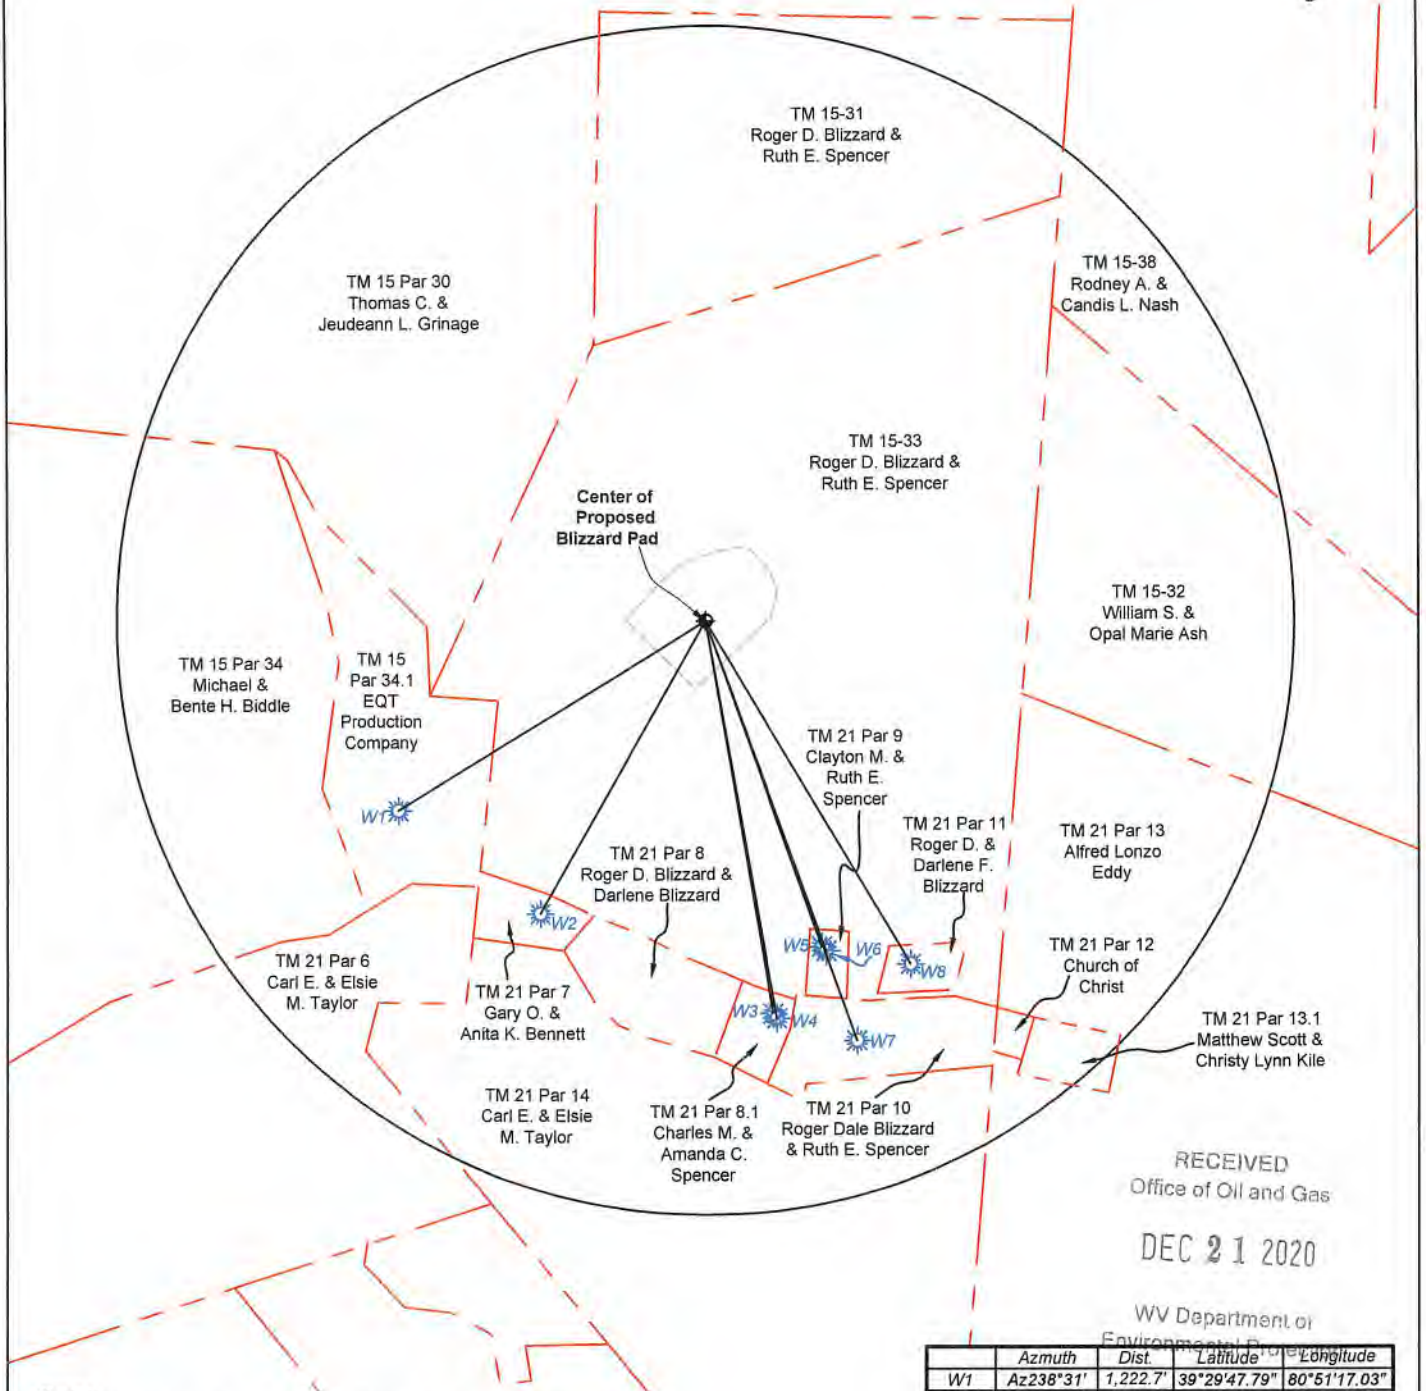 TM 15-31
Roger D. Blizzard &
Ruth E. Spencer
TM 15 Par 30
Thomas C. &
Jeudeann L. Grinage
TM 15-38
Rodney A. &
Candis L. Nash
TM 15-33
Roger D. Blizzard &
Ruth E. Spencer
Center of
Proposed
Blizzard Pad
TM 15-32
William S. &
Opal Marie Ash
TM 15 Par 34
Michael &
Bente H. Biddle
TM 15
Par 34.1
EQT
Production
Company
TM 21 Par 9
Clayton M. &
Ruth E.
Spencer
W1
TM 21 Par 11
Roger D. &
Darlene F.
Blizzard
TM 21 Par 13
Alfred Lonzo
Eddy
TM 21 Par 8
Roger D. Blizzard &
Darlene Blizzard
W2
W5
W6
W8
TM 21 Par 12
Church of
Christ
TM 21 Par 6
Carl E. & Elsie
M. Taylor
TM 21 Par 7
Gary O. &
Anita K. Bennett
W3
W4
W7
TM 21 Par 13.1
Matthew Scott &
Christy Lynn Kile
TM 21 Par 14
Carl E. & Elsie
M. Taylor
TM 21 Par 8.1
Charles M. &
Amanda C.
Spencer
TM 21 Par 10
Roger Dale Blizzard
& Ruth E. Spencer
RECEIVED
Office of Oil and Gas
DEC 21 2020
WV Department of
Environmental Protection
Azmuth Dist. Latitude Longitude
W1 Az238°31' 1,222.7' 39°29'47.79" 80°51'17.03"